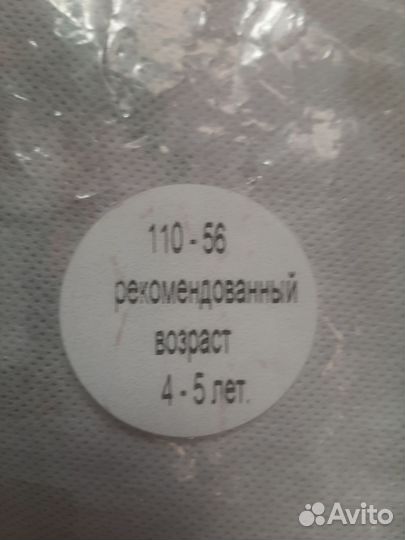 110 - 56
рекомендованный
возраст
4 - 5 лет.
Avito